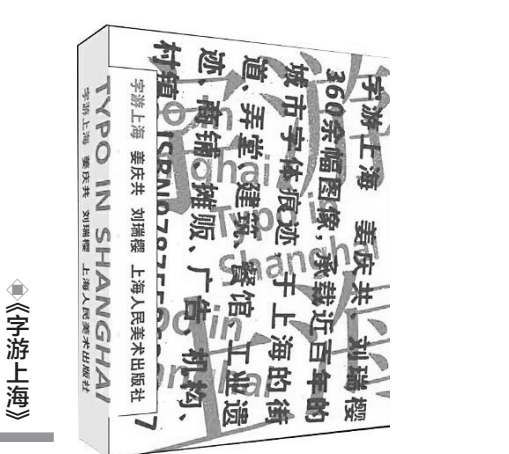 字游上海 姜庆共、刘瑞樱
360余幅图像,承载近百年的
城市字体痕迹,于上海的街
道、弄堂、建筑、餐馆、工业遗
迹、商铺、摊贩、广告、机构、
村镇。
字游上海 姜庆共 刘瑞樱 上海人民美术出版社
TYPO IN SHANGHAI
字游上海 姜庆共 刘瑞樱 上海人民美术出版社
《字游上海》